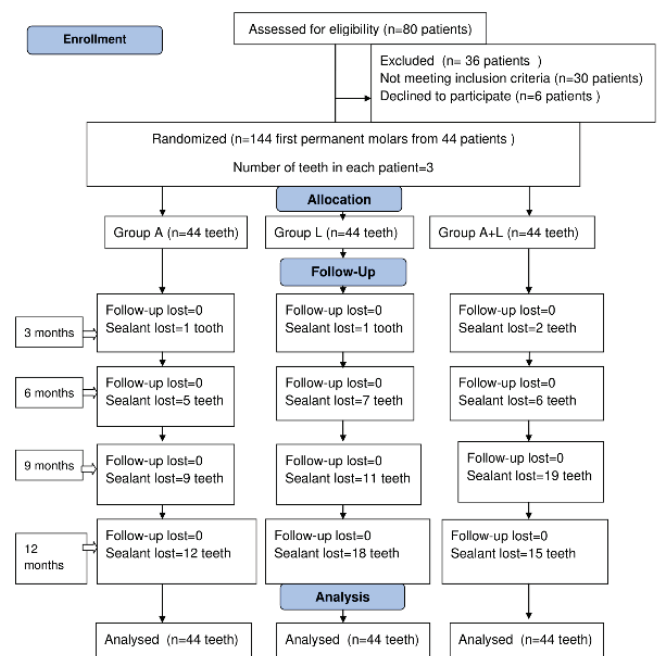 Enrollment
Assessed for eligibility (n=80 patients)
Excluded (n= 36 patients )
Not meeting inclusion criteria (n=30 patients)
Declined to participate (n=6 patients )
Randomized (n=144 first permanent molars from 44 patients )
Number of teeth in each patient=3
Allocation
Group A (n=44 teeth)
Group L (n=44 teeth)
Group A+L (n=44 teeth)
Follow-Up
3 months
Follow-up lost=0
Sealant lost=1 tooth
Follow-up lost=0
Sealant lost=1 tooth
Follow-up lost=0
Sealant lost=2 teeth
6 months
Follow-up lost=0
Sealant lost=5 teeth
Follow-up lost=0
Sealant lost=7 teeth
Follow-up lost=0
Sealant lost=6 teeth
9 months
Follow-up lost=0
Sealant lost=9 teeth
Follow-up lost=0
Sealant lost=11 teeth
Follow-up lost=0
Sealant lost=19 teeth
12
months
Follow-up lost=0
Sealant lost=12 teeth
Follow-up lost=0
Sealant lost=18 teeth
Follow-up lost=0
Sealant lost=15 teeth
Analysis
Analysed (n=44 teeth)
Analysed (n=44 teeth)
Analysed (n=44 teeth)